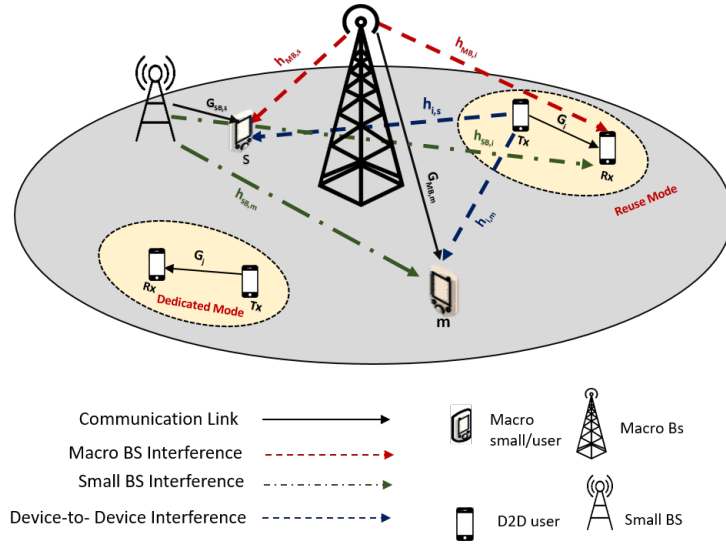 h_MB,s
h_MB,i
G_SB,s
h_i,s
G_i
Tx
S
h_SB,i
Rx
G_MB,m
Reuse Mode
h_SB,m
h_i,m
G_j
Rx
Tx
Dedicated Mode
m
Communication Link
Macro
small/user
Macro Bs
Macro BS Interference
Small BS Interference
Device-to- Device Interference
D2D user
Small BS